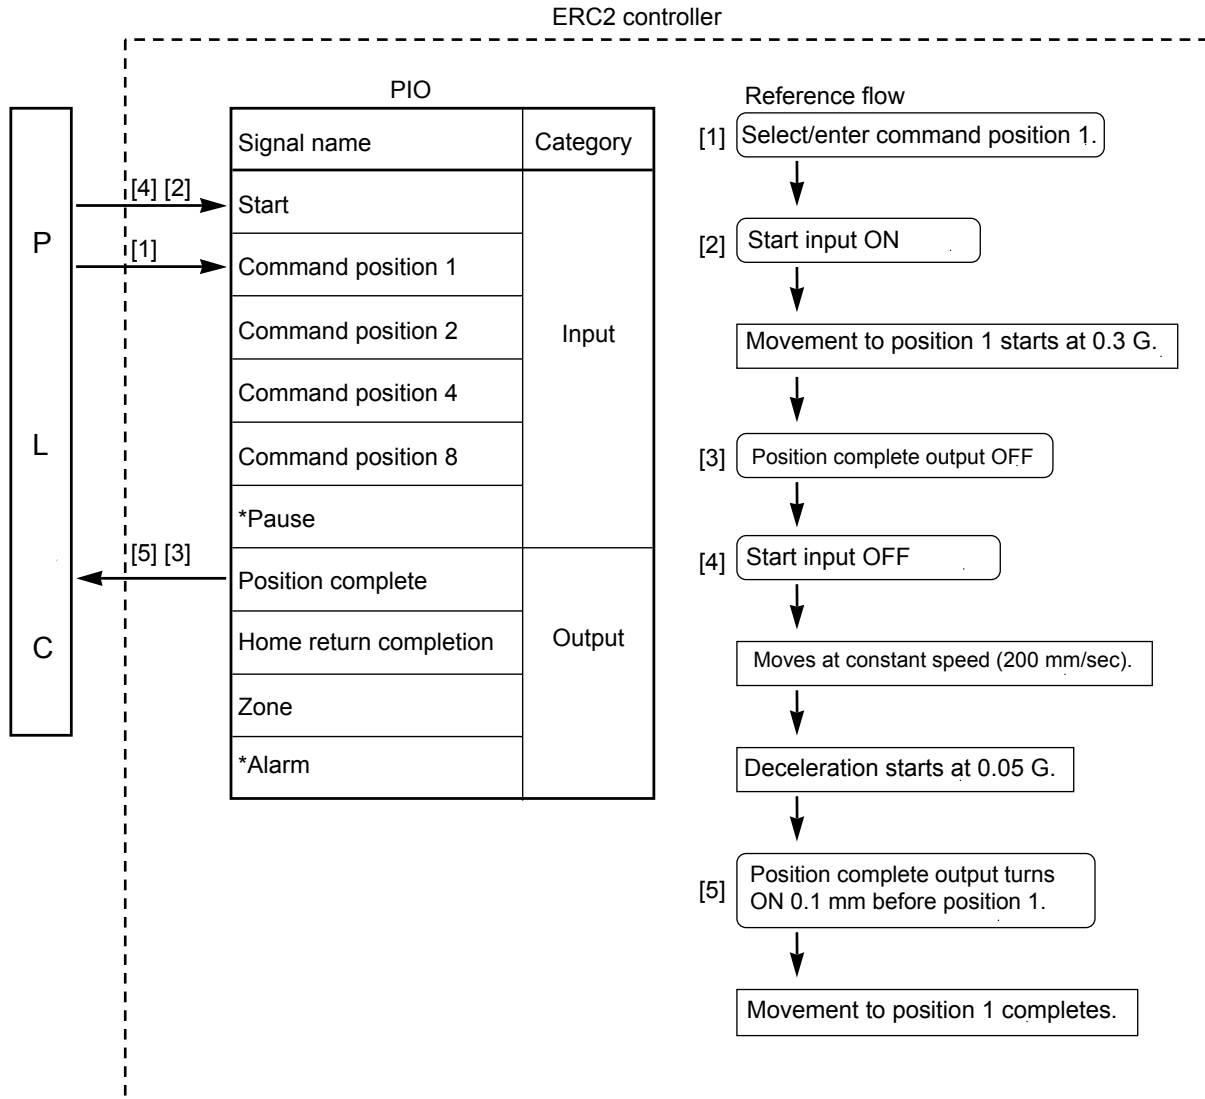 ERC2 controller
PIO
Signal name
Category
[4] [2]
Start
[1]
Command position 1
Command position 2
Input
Command position 4
Command position 8
*Pause
[5] [3]
Position complete
Home return completion
Output
Zone
*Alarm
P
L
C
Reference flow
[1] Select/enter command position 1.
[2] Start input ON
Movement to position 1 starts at 0.3 G.
[3] Position complete output OFF
[4] Start input OFF
Moves at constant speed (200 mm/sec).
Deceleration starts at 0.05 G.
[5] Position complete output turns
ON 0.1 mm before position 1.
Movement to position 1 completes.